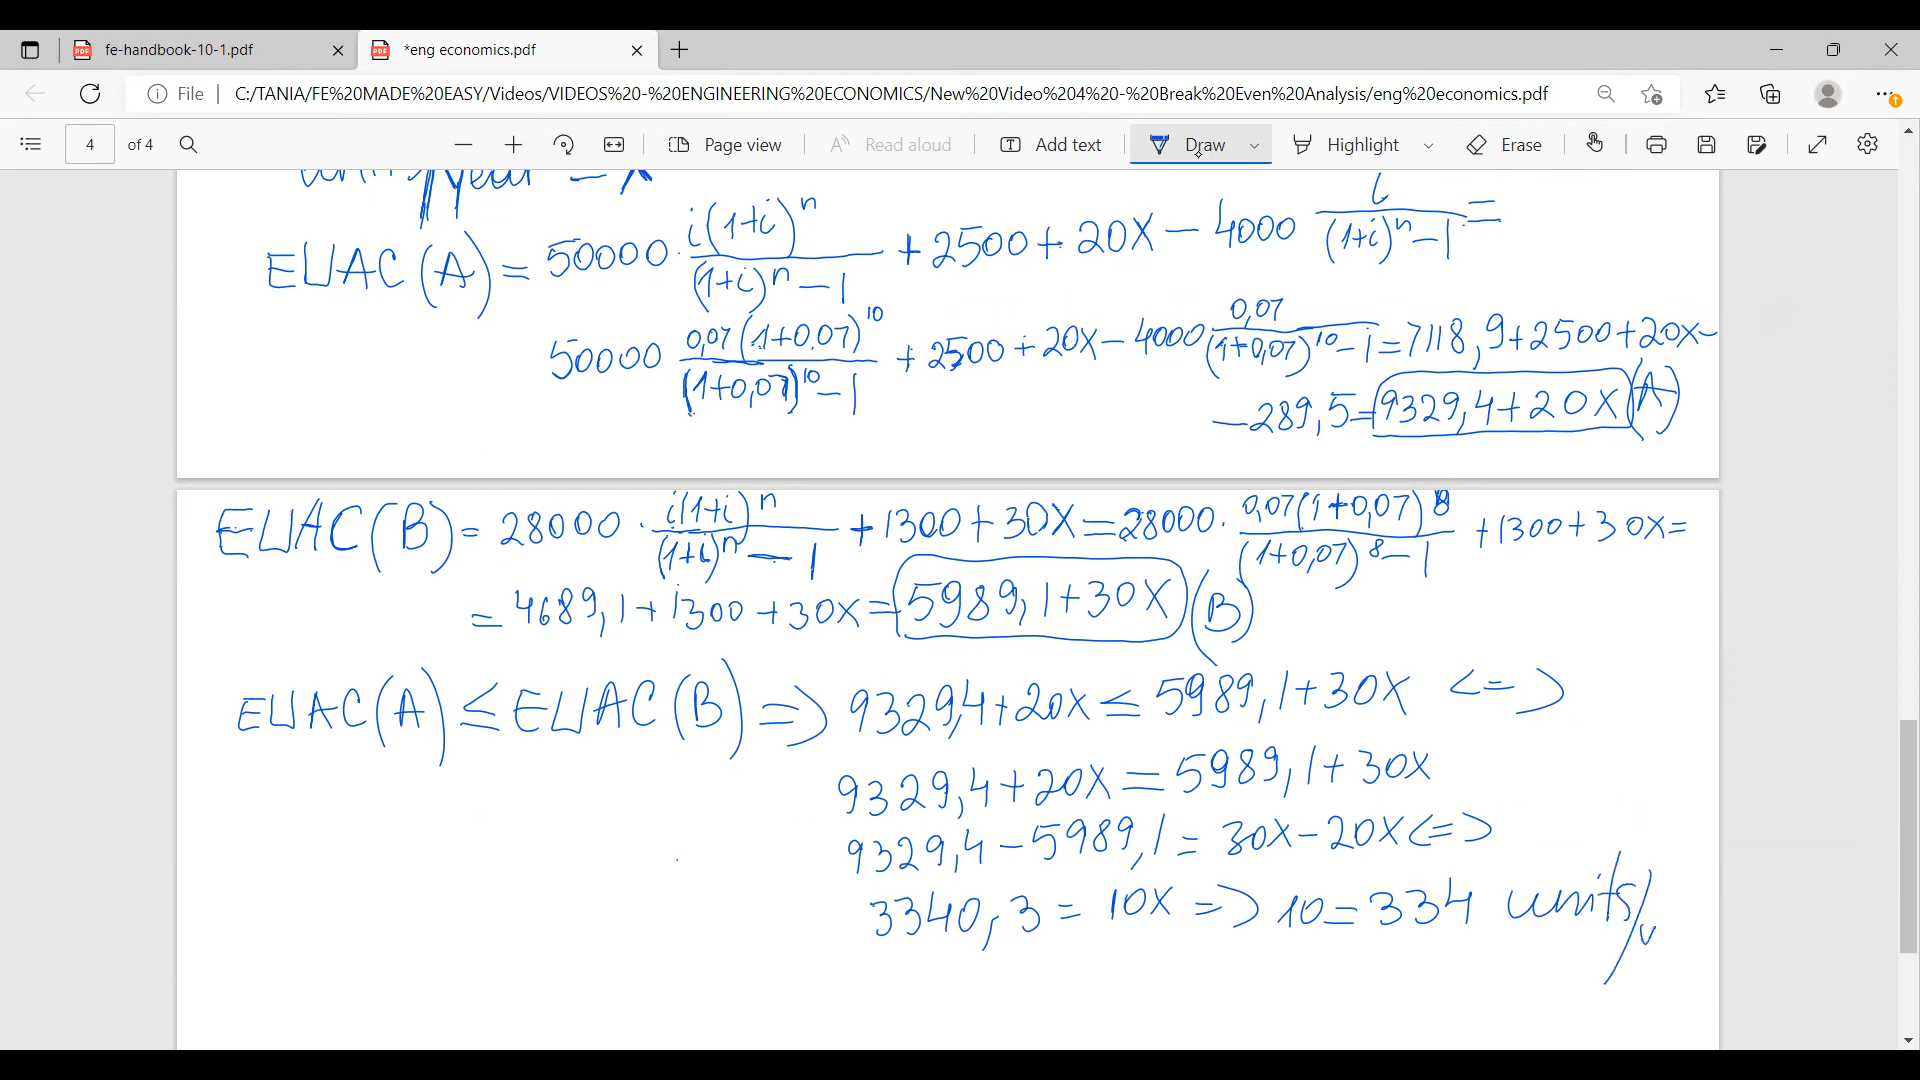 fe-handbook-10-1.pdf
*eng economics.pdf
File
C:/TANIA/FE%20MADE%20EASY/Videos/VIDEOS%20-%20ENGINEERING%20ECONOMICS/New%20Video%204%20-%20Break%20Even%20Analysis/eng%20economics.pdf
4 of 4 Page view Read aloud Add text Draw Highlight Erase
units/year = X
EUAC(A) = 50000 · i(1+i)^n / (1+i)^n − 1 + 2500 + 20X − 4000 i / (1+i)^n − 1 =
50000 0,07(1+0.07)^10 / (1+0,07)^10 − 1 + 2500 + 20X − 4000 0,07 / (1+0,07)^10 − 1 = 7118,9 + 2500 + 20X −
− 289,5 = 9329,4 + 20X (A)
EUAC(B) = 28000 · i(1+i)^n / (1+i)^n − 1 + 1300 + 30X = 28000 · 0,07(1+0,07)^8 / (1+0,07)^8 − 1 + 1300 + 30X =
= 4689,1 + 1300 + 30X = 5989,1 + 30X (B)
EUAC(A) ≤ EUAC(B) => 9329,4 + 20X ≤ 5989,1 + 30X <=>
9329,4 + 20X = 5989,1 + 30X
9329,4 − 5989,1 = 30X − 20X <=>
3340,3 = 10X => 10 = 334 units/